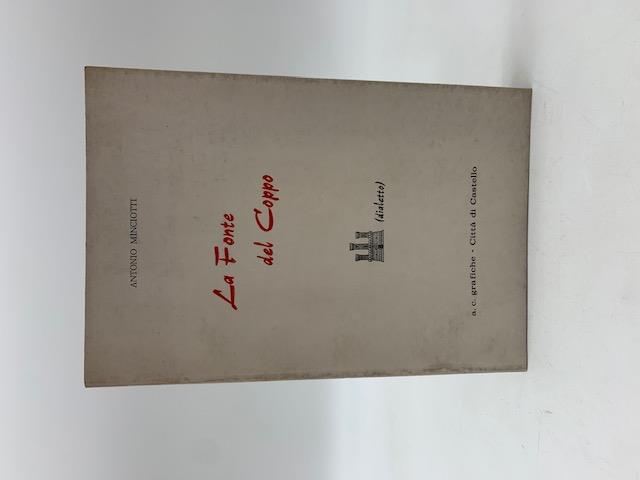 ANTONIO MINCIOTTI
La Fonte
del Coppo
(dialetto)
a. c. grafiche - Città di Castello